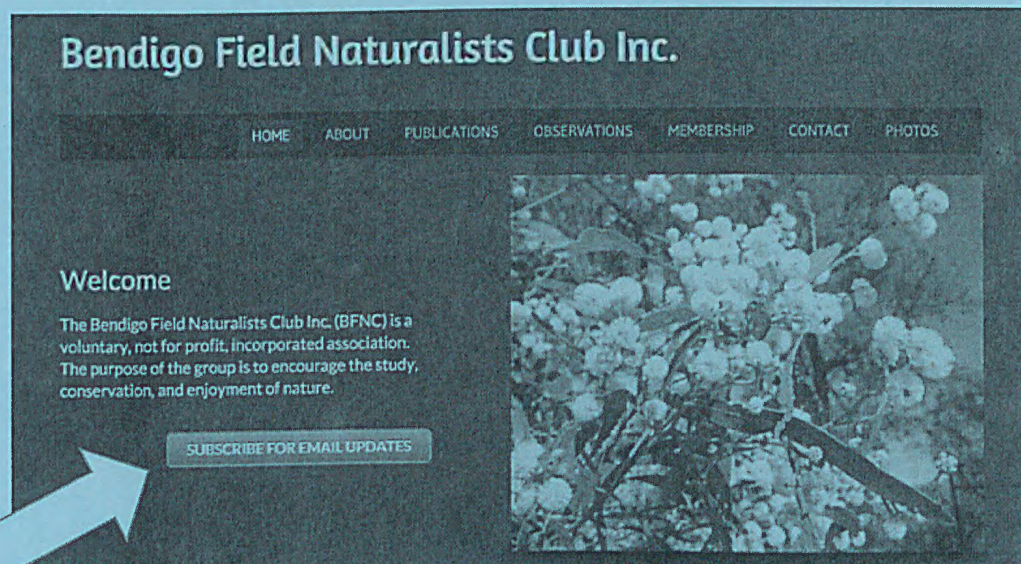 Bendigo Field Naturalists Club Inc.
HOME ABOUT PUBLICATIONS OBSERVATIONS MEMBERSHIP CONTACT PHOTOS
Welcome
The Bendigo Field Naturalists Club Inc. (BFNC) is a
voluntary, not for profit, incorporated association.
The purpose of the group is to encourage the study,
conservation, and enjoyment of nature.
SUBSCRIBE FOR EMAIL UPDATES